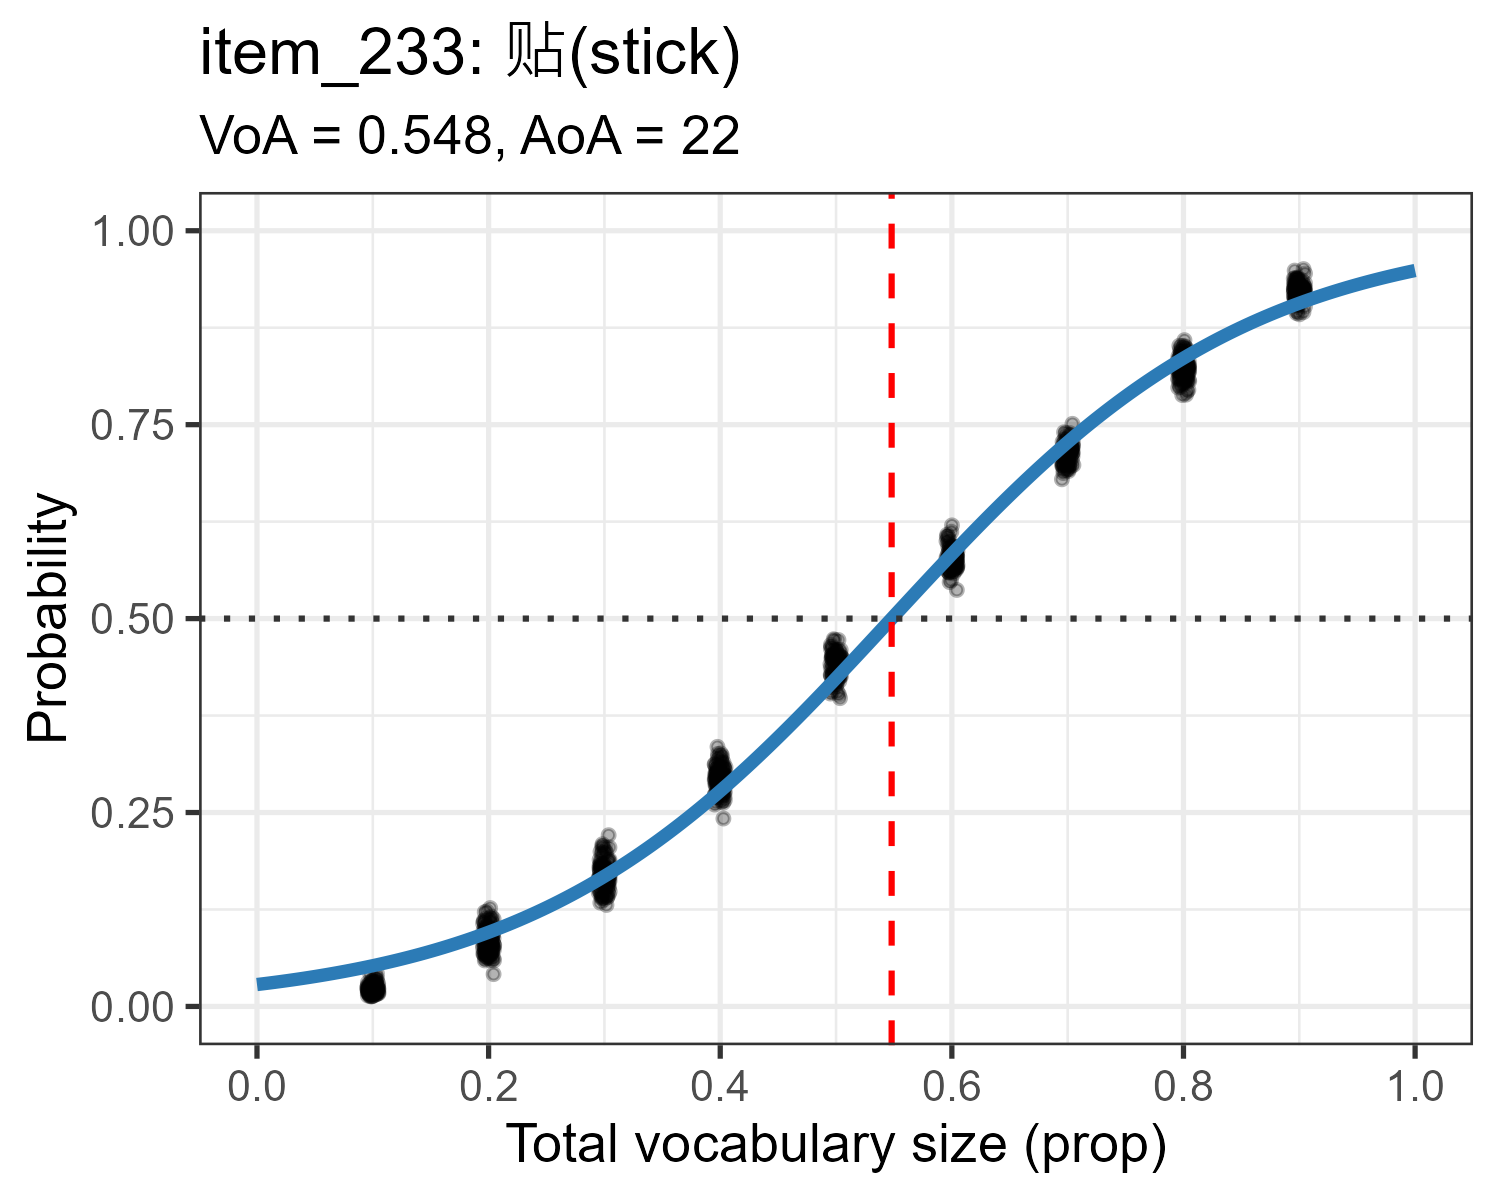 item_233: 贴(stick)
VoA = 0.548, AoA = 22
1.00
0.75
0.50
0.25
0.00
Probability
0.0 0.2 0.4 0.6 0.8 1.0
Total vocabulary size (prop)